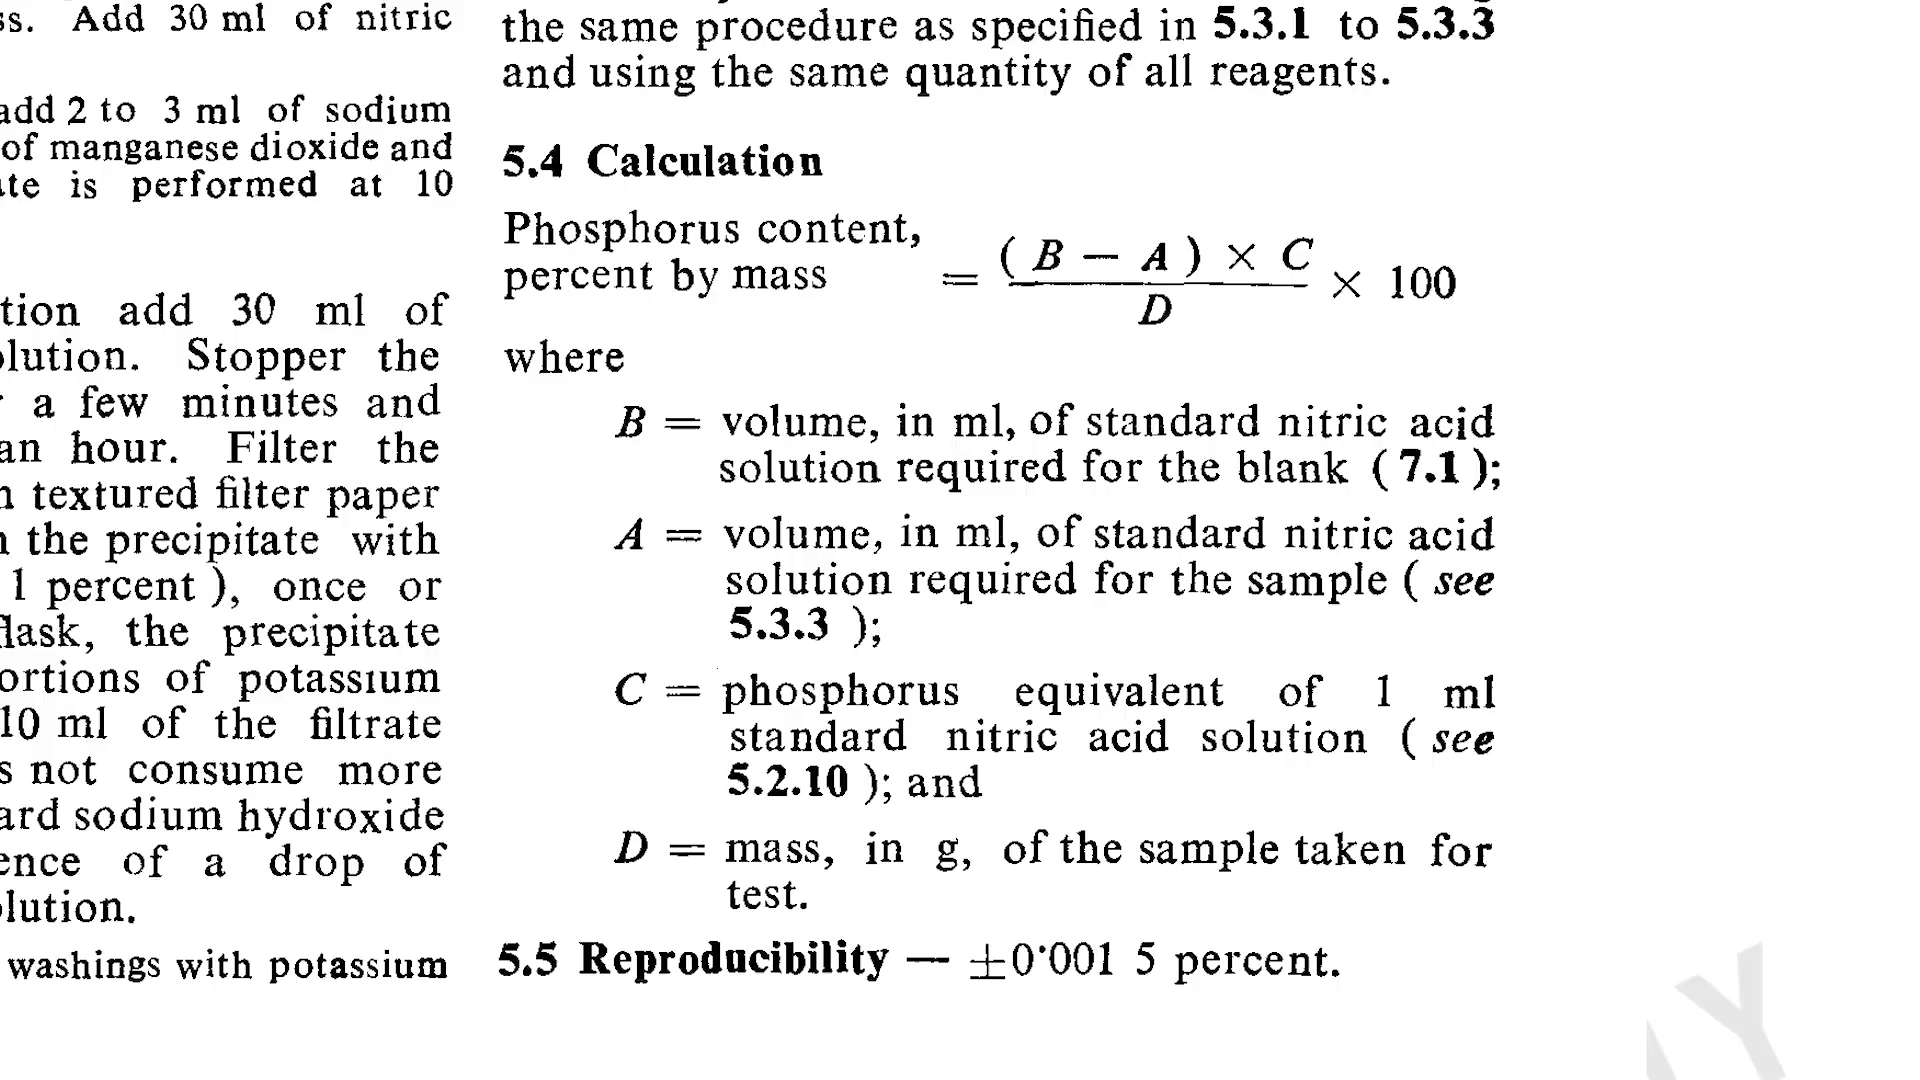 ss. Add 30 ml of nitric
add 2 to 3 ml of sodium
of manganese dioxide and
is performed at 10
tion add 30 ml of
olution. Stopper the
a few minutes and
an hour. Filter the
textured filter paper
the precipitate with
1 percent ), once or
flask, the precipitate
ortions of potassium
10 ml of the filtrate
s not consume more
ard sodium hydroxide
ence of a drop of
olution.
washings with potassium
the same procedure as specified in 5.3.1 to 5.3.3
and using the same quantity of all reagents.
5.4 Calculation
Phosphorus content,
percent by mass = ( B — A ) × C / D × 100
where
B = volume, in ml, of standard nitric acid
solution required for the blank ( 7.1 );
A = volume, in ml, of standard nitric acid
solution required for the sample ( see
5.3.3 );
C = phosphorus equivalent of 1 ml
standard nitric acid solution ( see
5.2.10 ); and
D = mass, in g, of the sample taken for
test.
5.5 Reproducibility — ±0·001 5 percent.